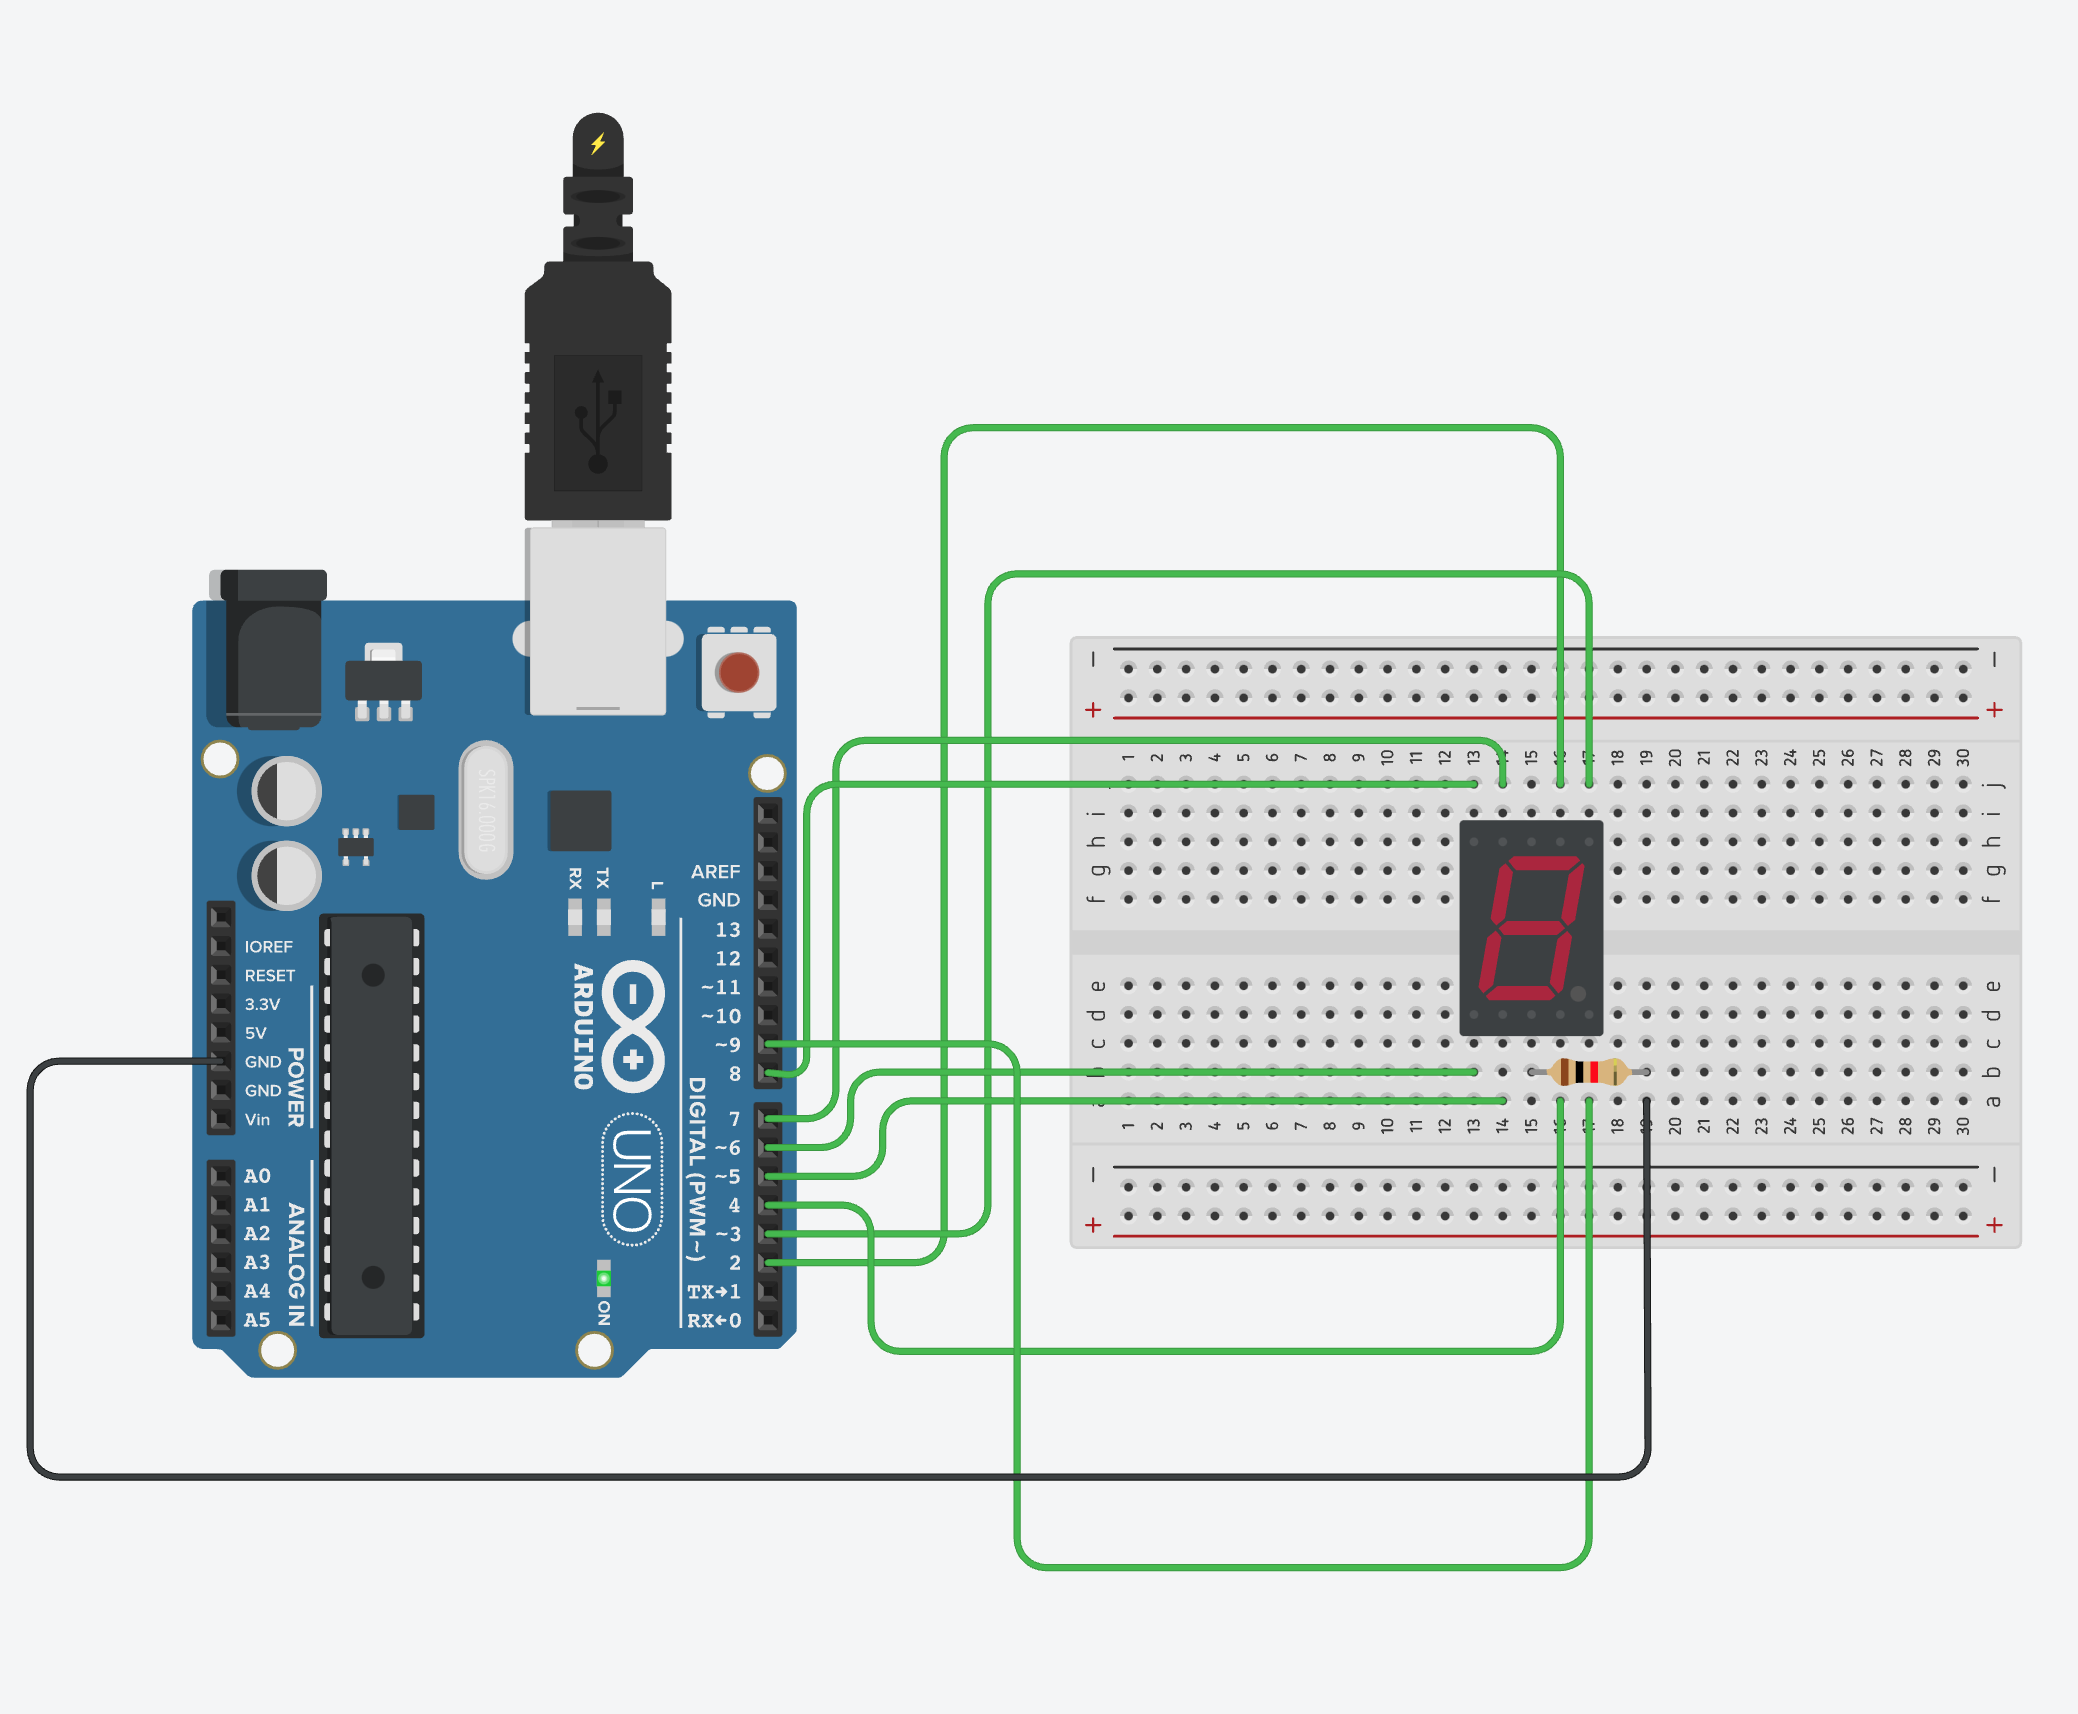 SPK16.000G
RX
TX
L
AREF
GND
13
12
~11
~10
~9
8
7
~6
~5
4
~3
2
TX→1
RX←0
DIGITAL (PWM ~)
ARDUINO
UNO
ON
IOREF
RESET
3.3V
5V
GND
GND
Vin
POWER
A0
A1
A2
A3
A4
A5
ANALOG IN
− −
+ +
1 2 3 4 5 6 7 8 9 10 11 12 13 14 15 16 17 18 19 20 21 22 23 24 25 26 27 28 29 30
j
i i
h h
g g
f f
e e
d d
c c
b b
a a
1 2 3 4 5 6 7 8 9 10 11 12 13 14 15 16 17 18 19 20 21 22 23 24 25 26 27 28 29 30
− −
+ +